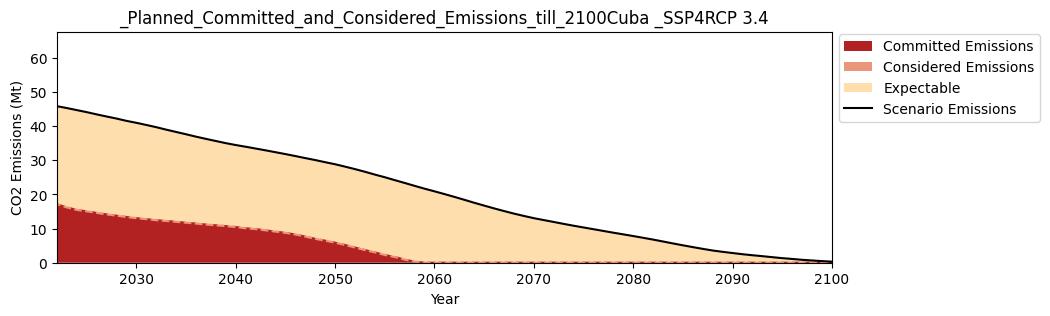 _Planned_Committed_and_Considered_Emissions_till_2100Cuba _SSP4RCP 3.4
Committed Emissions
Considered Emissions
Expectable
Scenario Emissions
CO2 Emissions (Mt)
60
50
40
30
20
10
0
2030 2040 2050 2060 2070 2080 2090 2100
Year